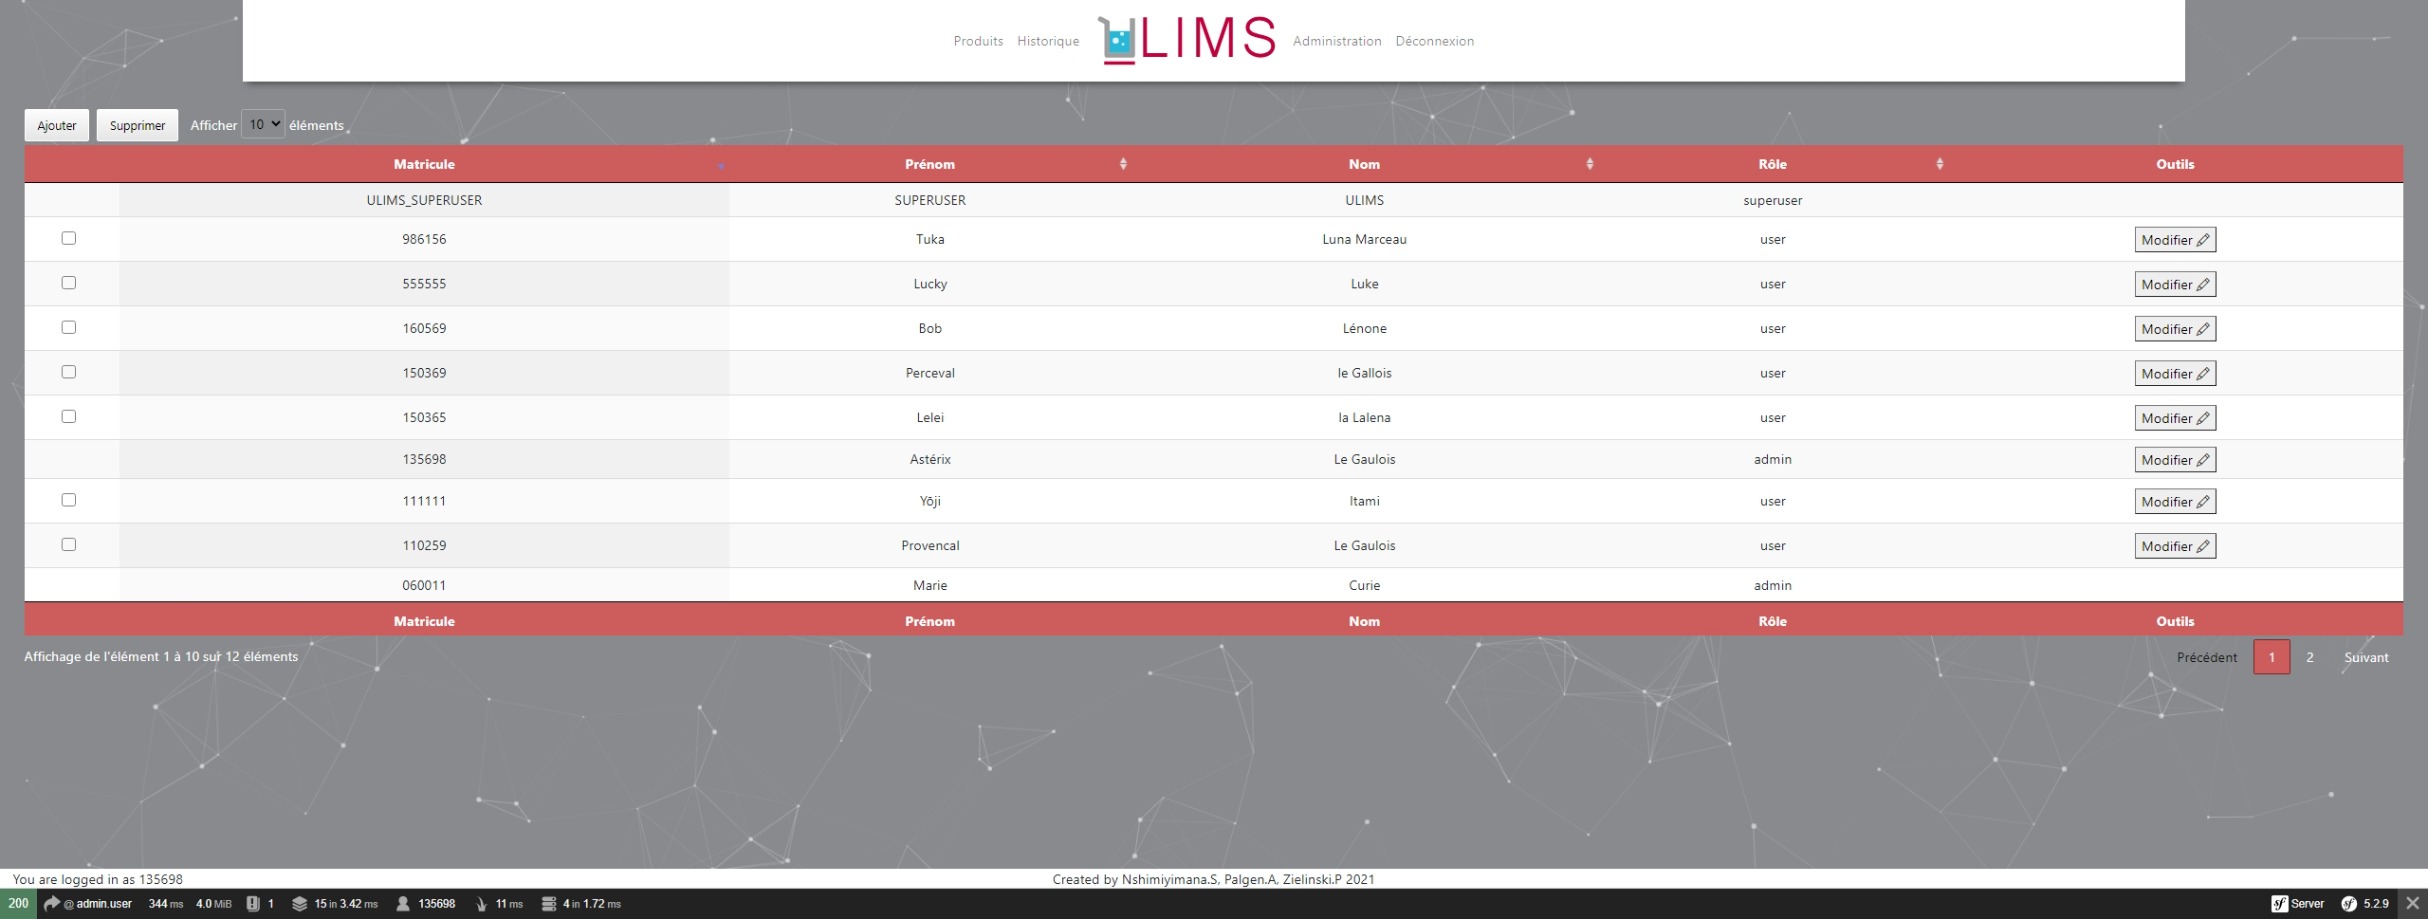 Produits Historique LIMS Administration Déconnexion
Ajouter Supprimer Afficher 10 éléments
Matricule Prénom Nom Rôle Outils
ULIMS_SUPERUSER SUPERUSER ULIMS superuser
986156 Tuka Luna Marceau user Modifier
555555 Lucky Luke user Modifier
160569 Bob Lénone user Modifier
150369 Perceval le Gallois user Modifier
150365 Lelei la Lalena user Modifier
135698 Astérix Le Gaulois admin Modifier
111111 Yōji Itami user Modifier
110259 Provencal Le Gaulois user Modifier
060011 Marie Curie admin
Matricule Prénom Nom Rôle Outils
Affichage de l'élément 1 à 10 sur 12 éléments Précédent 1 2 Suivant
You are logged in as 135698 Created by Nshimiyimana.S, Palgen.A, Zielinski.P 2021
200 @ admin.user 344 ms 4.0 MiB 1 15 in 3.42 ms 135698 11 ms 4 in 1.72 ms Server 5.2.9